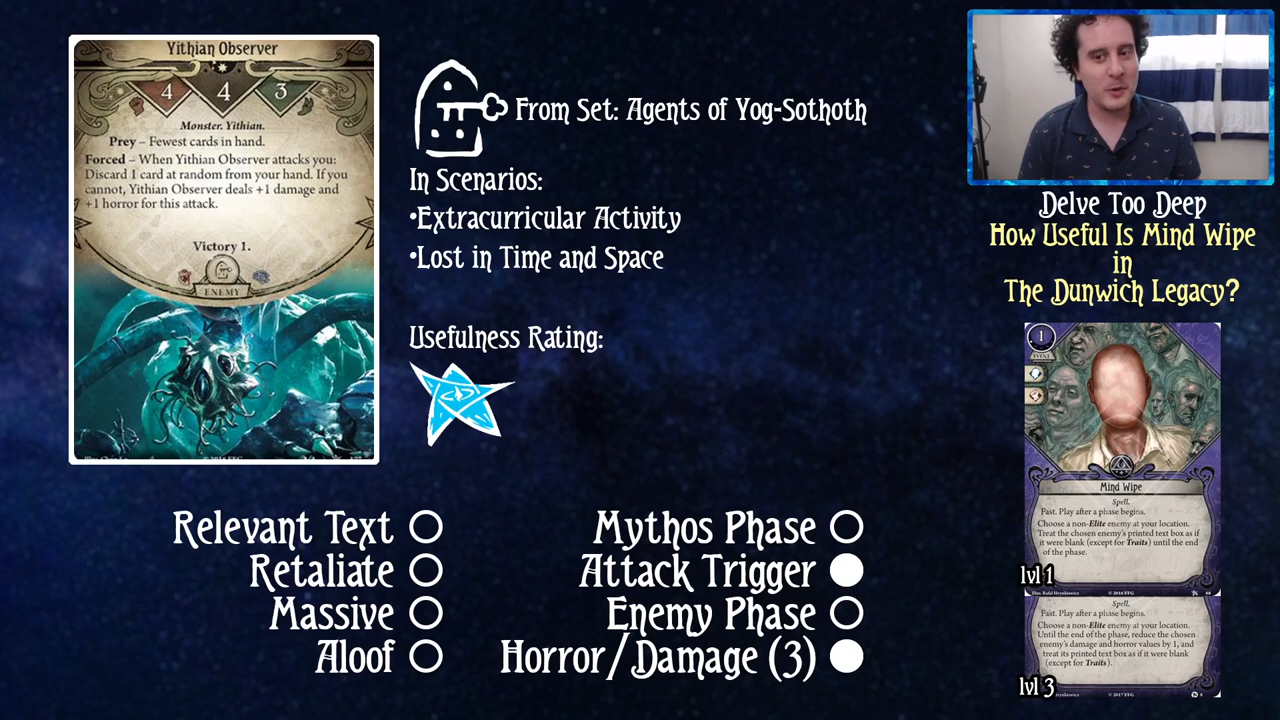 Yithian Observer
4 4 3
Monster. Yithian.
Prey – Fewest cards in hand.
Forced – When Yithian Observer attacks you:
Discard 1 card at random from your hand. If you
cannot, Yithian Observer deals +1 damage and
+1 horror for this attack.
Victory 1.
ENEMY
From Set: Agents of Yog-Sothoth
In Scenarios:
•Extracurricular Activity
•Lost in Time and Space
Usefulness Rating:
Relevant Text
Retaliate
Massive
Aloof
Mythos Phase
Attack Trigger
Enemy Phase
Horror/Damage (3)
Delve Too Deep
How Useful Is Mind Wipe
in
The Dunwich Legacy?
1
EVENT
Mind Wipe
Spell.
Fast. Play after a phase begins.
Choose a non-Elite enemy at your location.
Treat the chosen enemy's printed text box as if
it were blank (except for Traits) until the end
of the phase.
lvl 1
© 2016 FFG
Spell.
Fast. Play after a phase begins.
Choose a non-Elite enemy at your location.
Until the end of the phase, reduce the chosen
enemy's damage and horror values by 1, and
treat its printed text box as if it were blank
(except for Traits).
lvl 3
© 2017 FFG